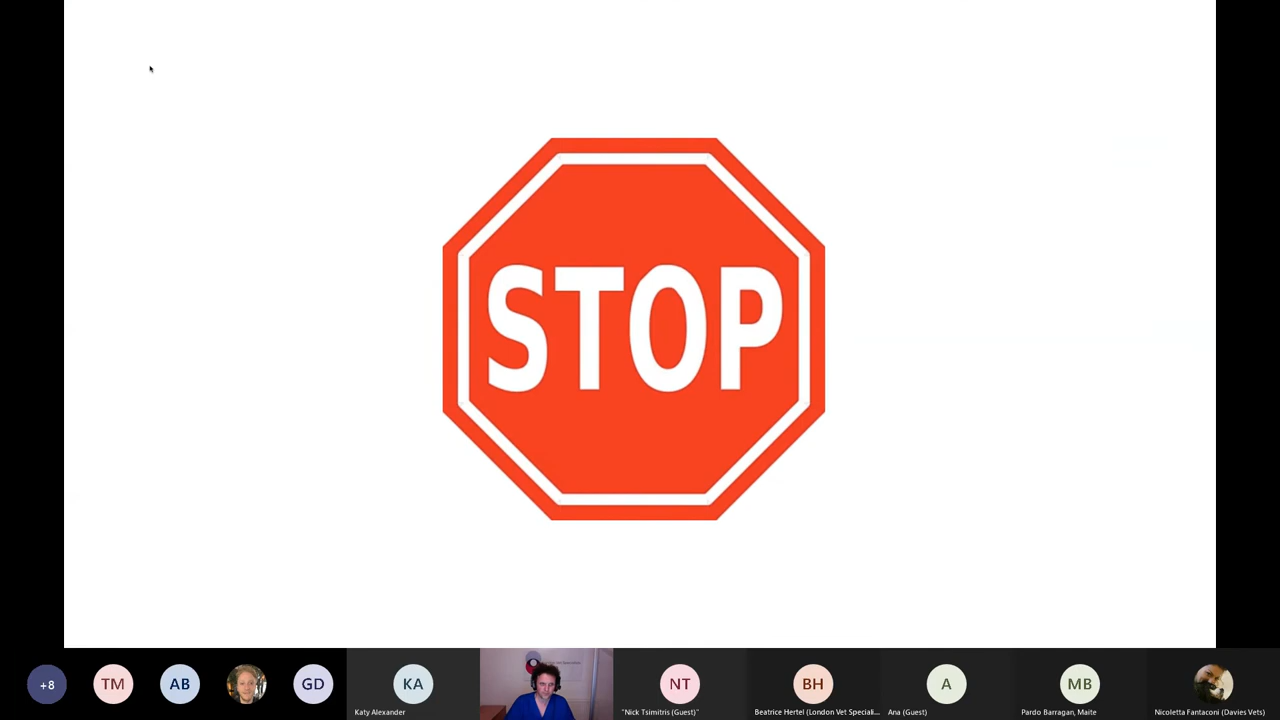 STOP
+8
TM
AB
GD
KA
Katy Alexander
NT
"Nick Tsimitris (Guest)"
BH
Beatrice Hertel (London Vet Speciali...
A
Ana (Guest)
MB
Pardo Barragan, Maite
Nicoletta Fantaconi (Davies Vets)